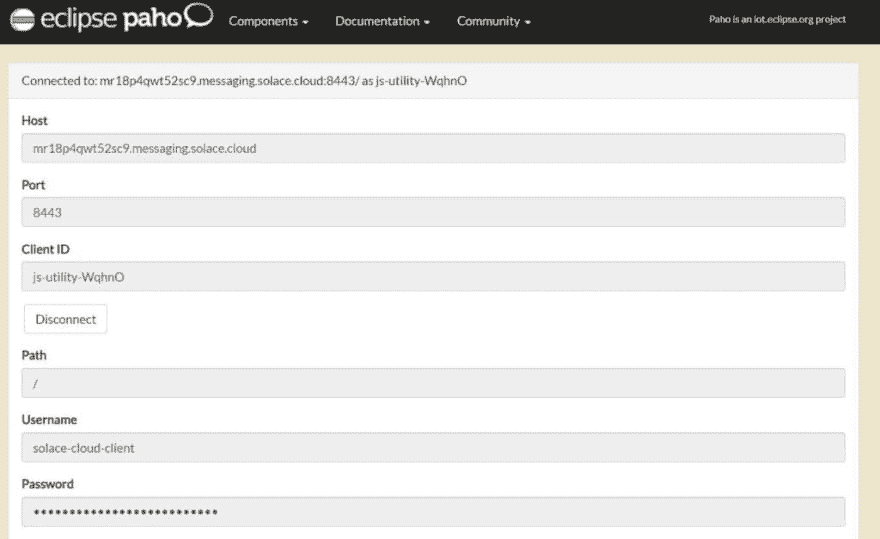 eclipse paho
Components
Documentation
Community
Paho is an iot.eclipse.org project
Connected to: mr18p4qwt52sc9.messaging.solace.cloud:8443/ as js-utility-WqhnO
Host
mr18p4qwt52sc9.messaging.solace.cloud
Port
8443
Client ID
js-utility-WqhnO
Disconnect
Path
/
Username
solace-cloud-client
Password
**************************